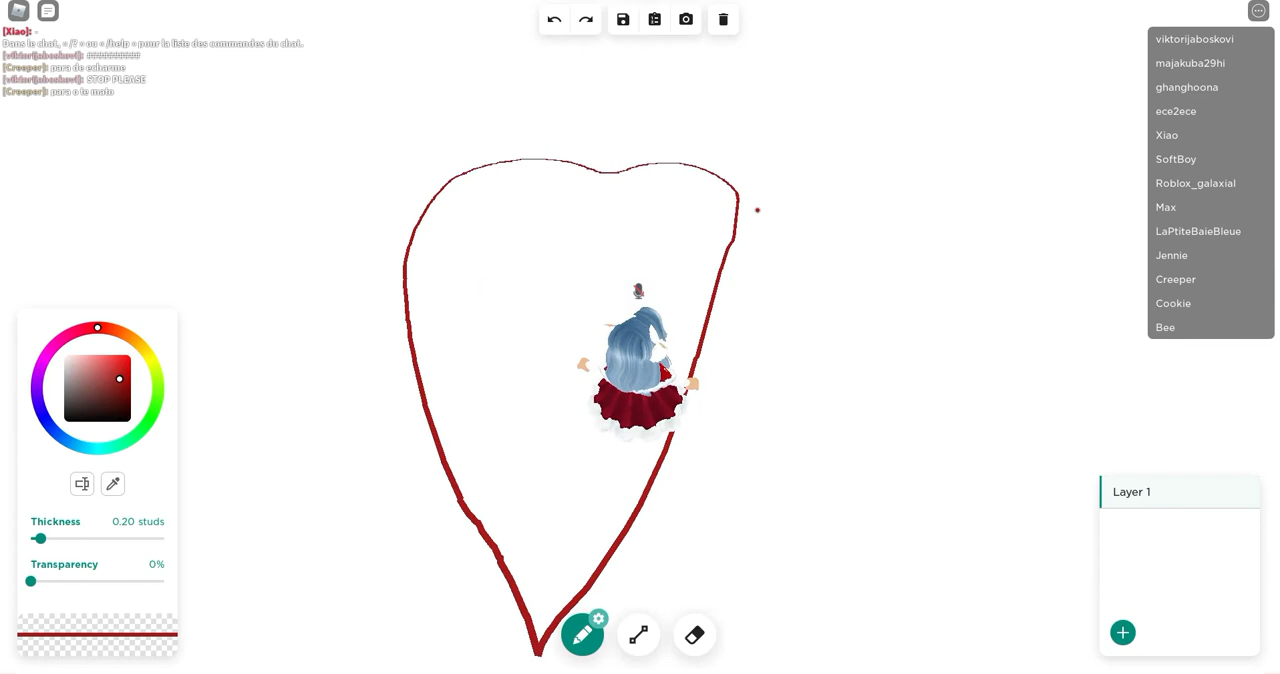 [Xiao]: -
Dans le chat, « /? » ou « /help » pour la liste des commandes du chat.
[viktorijaboskovi]: ###########
[Creeper]: para de echarme
[viktorijaboskovi]: STOP PLEASE
[Creeper]: para o te mato
viktorijaboskovi
majakuba29hi
ghanghoona
ece2ece
Xiao
SoftBoy
Roblox_galaxial
Max
LaPtiteBaieBleue
Jennie
Creeper
Cookie
Bee
Thickness 0.20 studs
Transparency 0%
Layer 1